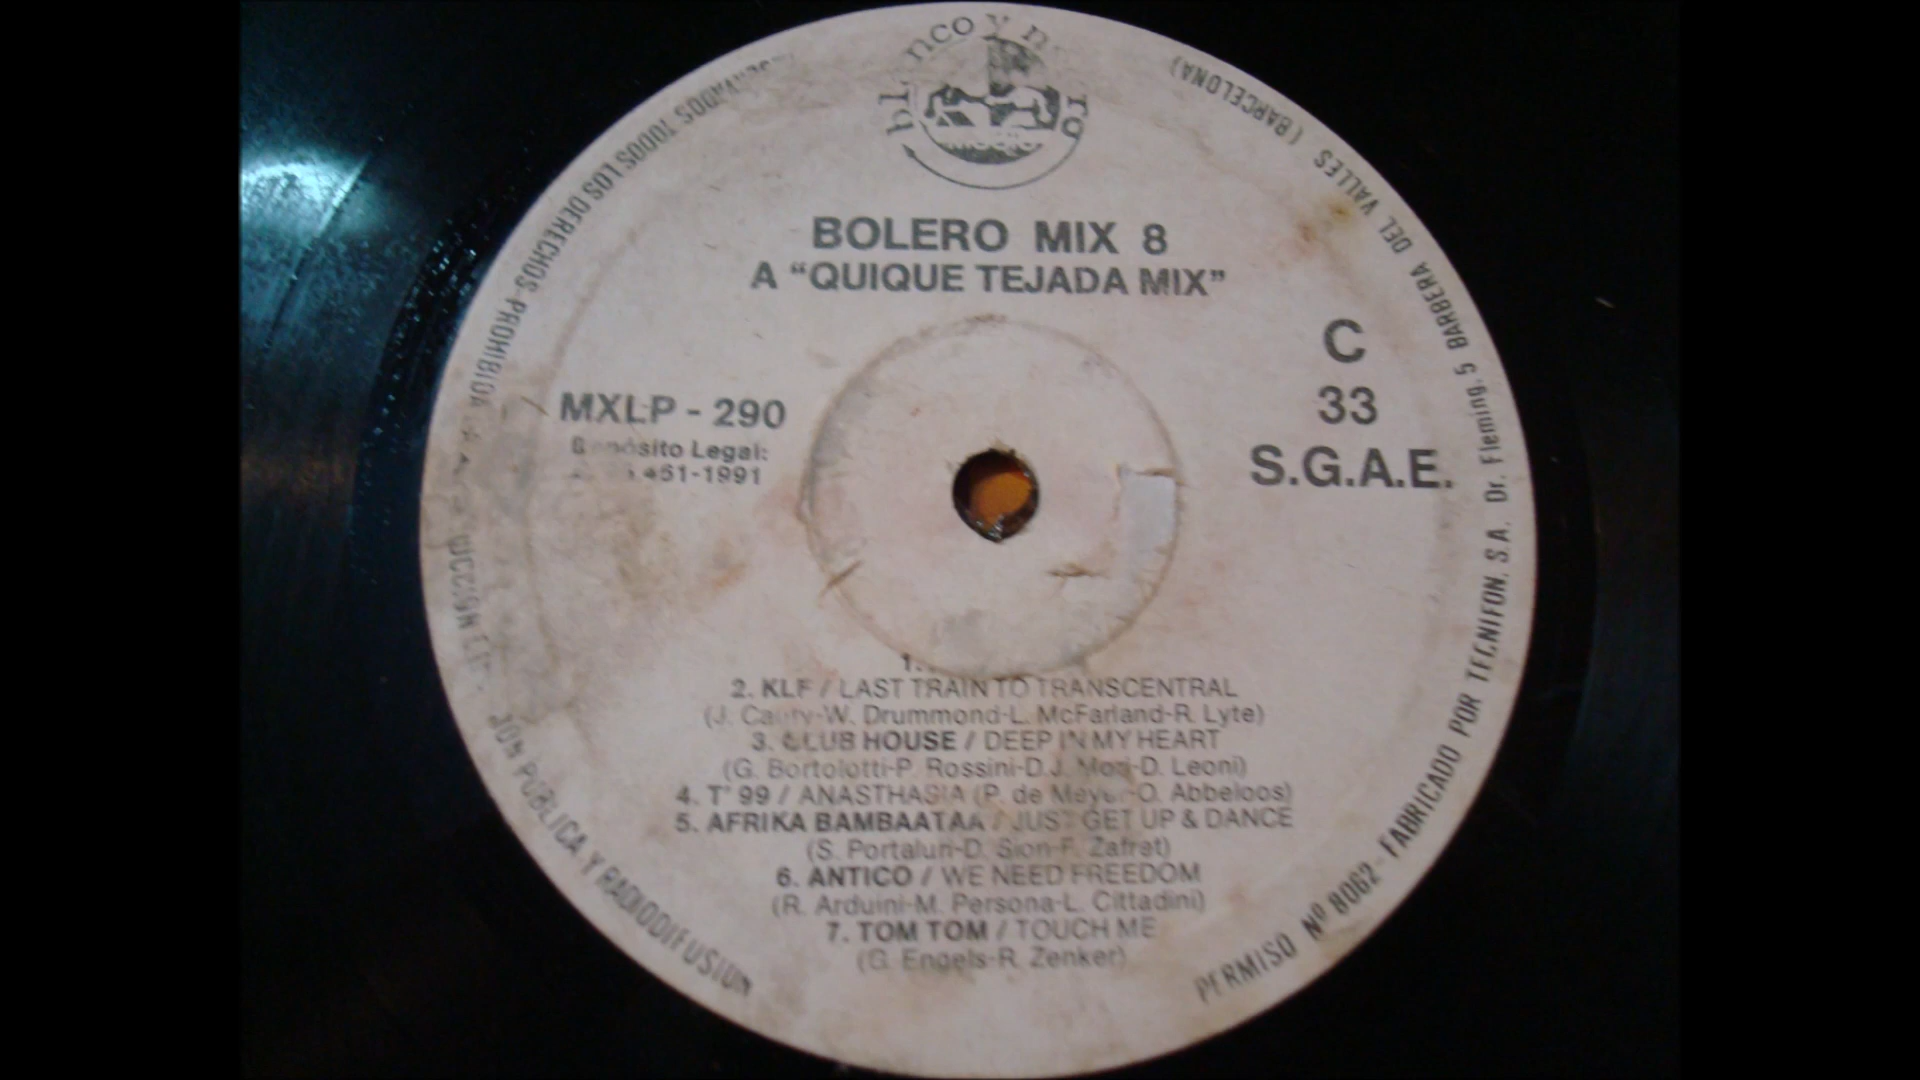 blanco y negro
music
BOLERO MIX 8
A “QUIQUE TEJADA MIX”
C
33
S.G.A.E.
MXLP - 290
Depósito Legal:
461-1991
1.
2. KLF / LAST TRAIN TO TRANSCENTRAL
(J. Cauty-W. Drummond-L. McFarland-R. Lyte)
3. CLUB HOUSE / DEEP IN MY HEART
(G. Bortolotti-P. Rossini-D.J. Mori-D. Leoni)
4. T' 99 / ANASTHASIA (P. de Meyer-O. Abbeloos)
5. AFRIKA BAMBAATAA / JUST GET UP & DANCE
(S. Portaluri-D. Sion-F. Zafret)
6. ANTICO / WE NEED FREEDOM
(R. Arduini-M. Persona-L. Cittadini)
7. TOM TOM / TOUCH ME
(G. Engels-R. Zenker)
PERMISO Nº 8062 - FABRICADO POR TECNIFON, S.A. Dr. Fleming, 5 BARBERA DEL VALLES (BARCELONA)
TODOS LOS DERECHOS-PROHIBIDA
PUBLICA Y RADIODIFUSION